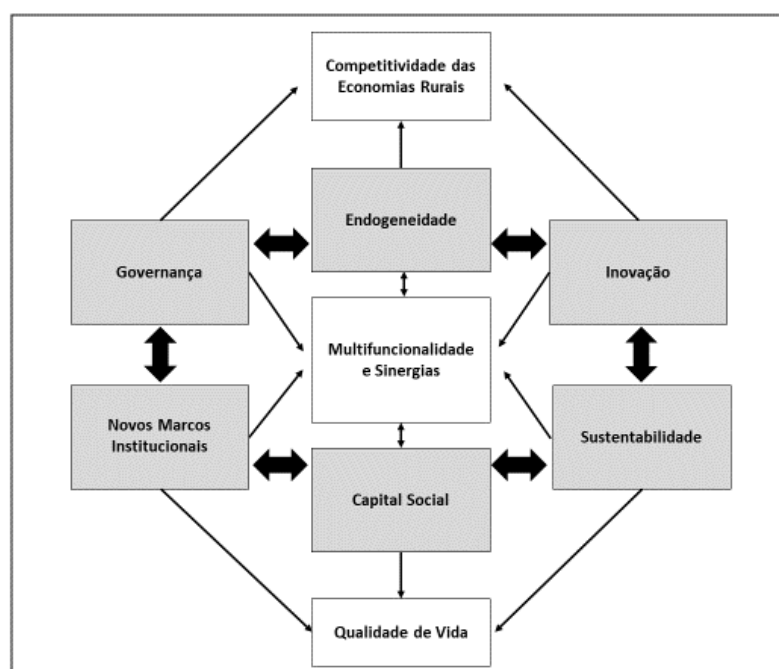 Competitividade das
Economias Rurais
Endogeneidade
Governança
Inovação
Multifuncionalidade
e Sinergias
Novos Marcos
Institucionais
Sustentabilidade
Capital Social
Qualidade de Vida